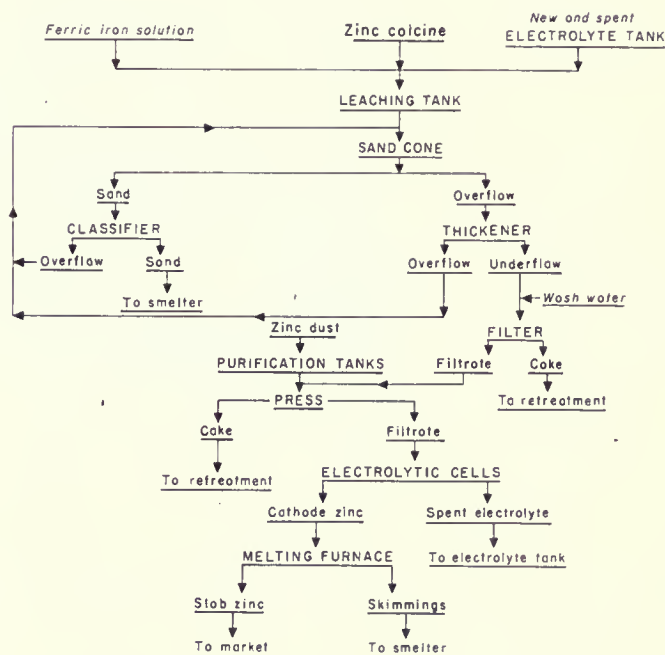 Ferric iron solution
Zinc calcine
New and spent
ELECTROLYTE TANK
LEACHING TANK
SAND CONE
Sand
Overflow
CLASSIFIER
THICKENER
Overflow
Sand
Overflow
Underflow
To smelter
Wash water
Zinc dust
FILTER
PURIFICATION TANKS
Filtrate
Cake
PRESS
To retreatment
Cake
Filtrate
To retreatment
ELECTROLYTIC CELLS
Cathode zinc
Spent electrolyte
MELTING FURNACE
To electrolyte tank
Slab zinc
Skimmings
To market
To smelter